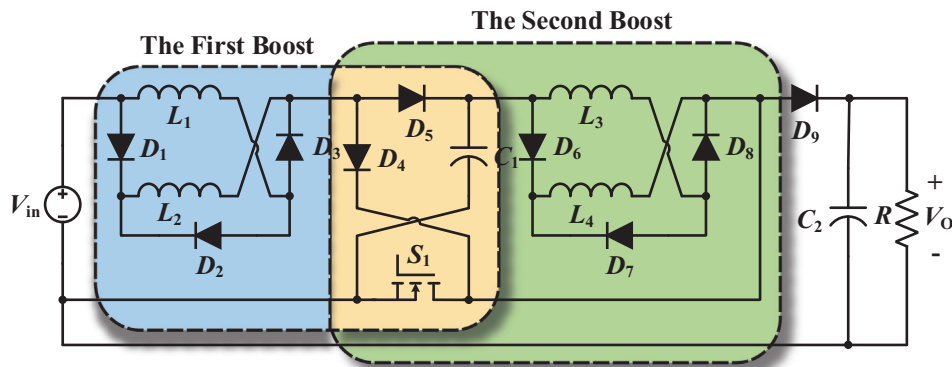 The Second Boost
The First Boost
L1
L3
D1
D3
D5
D4
C1
D6
D8
D9
Vin
L2
L4
D2
S1
D7
C2
R
+
VO
-